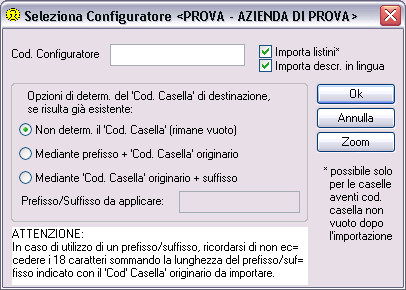 Seleziona Configuratore <PROVA - AZIENDA DI PROVA>
Cod. Configuratore
Importa listini*
Importa descr. in lingua
Opzioni di determ. del 'Cod. Casella' di destinazione,
se risulta già esistente:
Non determ. il 'Cod. Casella' (rimane vuoto)
Mediante prefisso + 'Cod. Casella' originario
Mediante 'Cod. Casella' originario + suffisso
Prefisso/Suffisso da applicare:
Ok
Annulla
Zoom
* possibile solo
per le caselle
aventi cod.
casella non
vuoto dopo
l'importazione
ATTENZIONE:
In caso di utilizzo di un prefisso/suffisso, ricordarsi di non ec=
cedere i 18 caratteri sommando la lunghezza del prefisso/suf=
fisso indicato con il 'Cod' Casella' originario da importare.